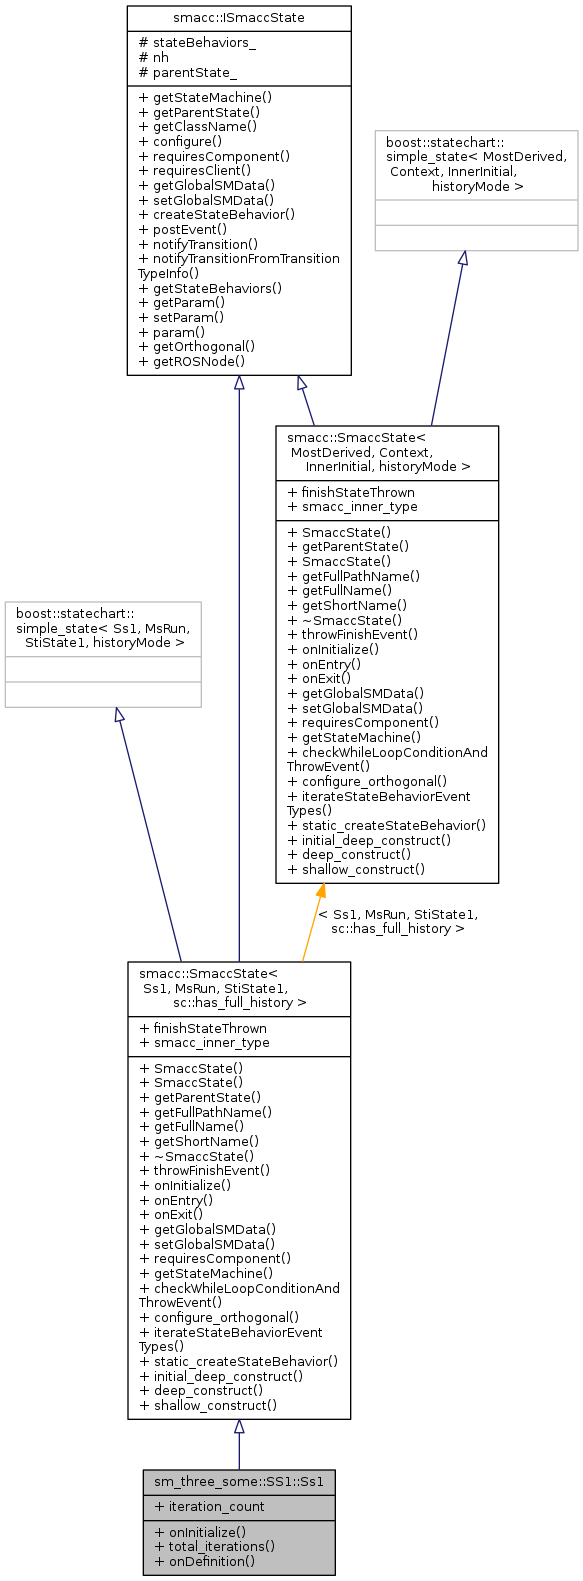 smacc::ISmaccState
# stateBehaviors_
# nh
# parentState_
+ getStateMachine()
+ getParentState()
+ getClassName()
+ configure()
+ requiresComponent()
+ requiresClient()
+ getGlobalSMData()
+ setGlobalSMData()
+ createStateBehavior()
+ postEvent()
+ notifyTransition()
+ notifyTransitionFromTransition
TypeInfo()
+ getStateBehaviors()
+ getParam()
+ setParam()
+ param()
+ getOrthogonal()
+ getROSNode()
boost::statechart::
simple_state< MostDerived,
Context, InnerInitial,
historyMode >
smacc::SmaccState<
MostDerived, Context,
InnerInitial, historyMode >
+ finishStateThrown
+ smacc_inner_type
+ SmaccState()
+ getParentState()
+ SmaccState()
+ getFullPathName()
+ getFullName()
+ getShortName()
+ ~SmaccState()
+ throwFinishEvent()
+ onInitialize()
+ onEntry()
+ onExit()
+ getGlobalSMData()
+ setGlobalSMData()
+ requiresComponent()
+ getStateMachine()
+ checkWhileLoopConditionAnd
ThrowEvent()
+ configure_orthogonal()
+ iterateStateBehaviorEvent
Types()
+ static_createStateBehavior()
+ initial_deep_construct()
+ deep_construct()
+ shallow_construct()
boost::statechart::
simple_state< Ss1, MsRun,
StiState1, historyMode >
< Ss1, MsRun, StiState1,
sc::has_full_history >
smacc::SmaccState<
Ss1, MsRun, StiState1,
sc::has_full_history >
+ finishStateThrown
+ smacc_inner_type
+ SmaccState()
+ SmaccState()
+ getParentState()
+ getFullPathName()
+ getFullName()
+ getShortName()
+ ~SmaccState()
+ throwFinishEvent()
+ onInitialize()
+ onEntry()
+ onExit()
+ getGlobalSMData()
+ setGlobalSMData()
+ requiresComponent()
+ getStateMachine()
+ checkWhileLoopConditionAnd
ThrowEvent()
+ configure_orthogonal()
+ iterateStateBehaviorEvent
Types()
+ static_createStateBehavior()
+ initial_deep_construct()
+ deep_construct()
+ shallow_construct()
sm_three_some::SS1::Ss1
+ iteration_count
+ onInitialize()
+ total_iterations()
+ onDefinition()